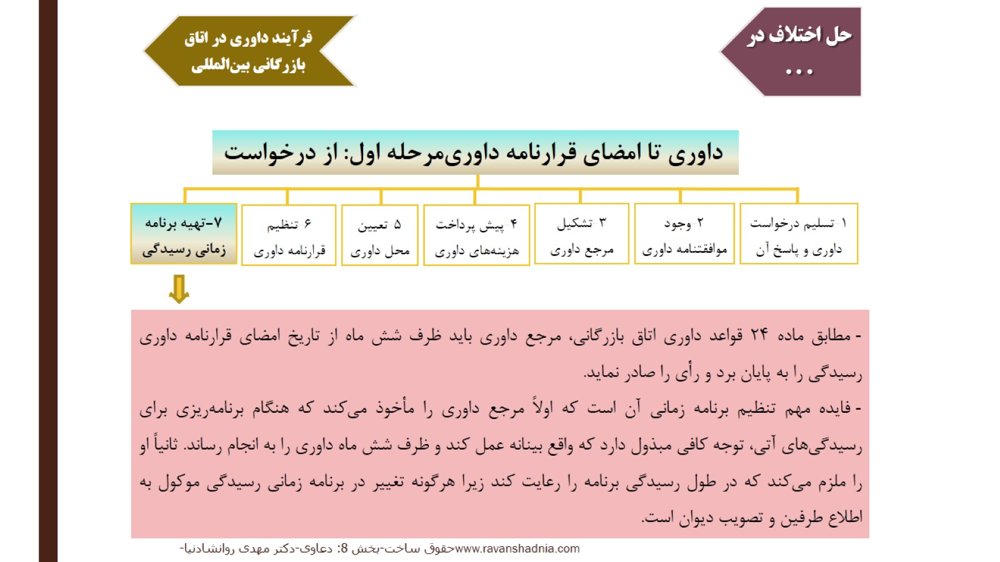 حل اختلاف در
...
فرآیند داوری در اتاق
بازرگانی بین‌المللی
داوری تا امضای قرارنامه داوری‌مرحله اول: از درخواست
۱-تسلیم درخواست
داوری و پاسخ آن
۲-وجود
موافقتنامه داوری
۳-تشکیل
مرجع داوری
۴-پیش پرداخت
هزینه‌های داوری
۵-تعیین
محل داوری
۶-تنظیم
قرارنامه داوری
۷-تهیه برنامه
زمانی رسیدگی
- مطابق ماده ۲۴ قواعد داوری اتاق بازرگانی، مرجع داوری باید ظرف شش ماه از تاریخ امضای قرارنامه داوری
رسیدگی را به پایان برد و رأی را صادر نماید.
- فایده مهم تنظیم برنامه زمانی آن است که اولاً مرجع داوری را مأخوذ می‌کند که هنگام برنامه‌ریزی برای
رسیدگی‌های آتی، توجه کافی مبذول دارد که واقع بینانه عمل کند و ظرف شش ماه داوری را به انجام رساند. ثانیاً او
را ملزم می‌کند که در طول رسیدگی برنامه را رعایت کند زیرا هرگونه تغییر در برنامه زمانی رسیدگی موکول به
اطلاع طرفین و تصویب دیوان است.
www.ravanshadnia.comحقوق ساخت-بخش 8: دعاوی-دکتر مهدی روانشادنیا-